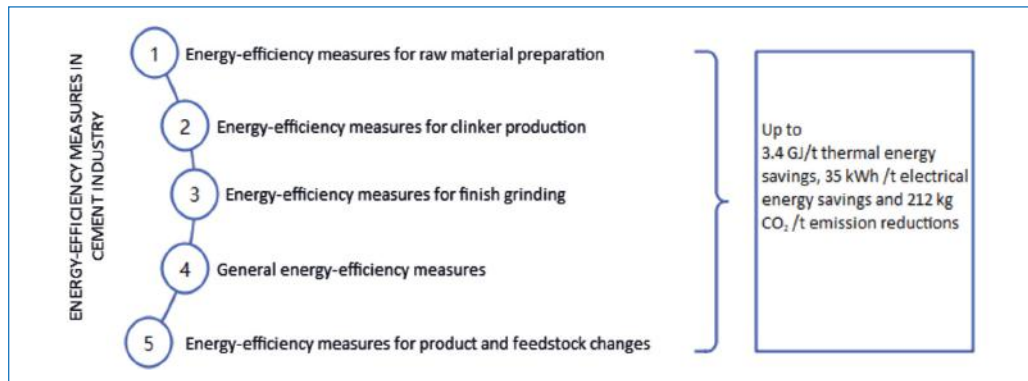 ENERGY-EFFICIENCY MEASURES IN
CEMENT INDUSTRY
1 Energy-efficiency measures for raw material preparation
2 Energy-efficiency measures for clinker production
3 Energy-efficiency measures for finish grinding
4 General energy-efficiency measures
5 Energy-efficiency measures for product and feedstock changes
Up to
3.4 GJ/t thermal energy
savings, 35 kWh /t electrical
energy savings and 212 kg
CO₂ /t emission reductions